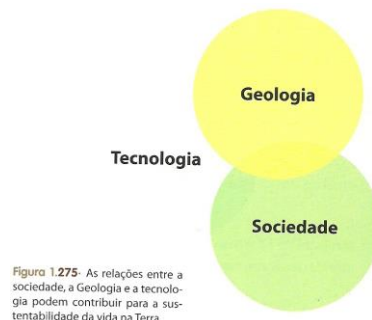 Geologia
Tecnologia
Sociedade
Figura 1.275- As relações entre a
sociedade, a Geologia e a tecnolo-
gia podem contribuir para a sus-
tentabilidade da vida na Terra.